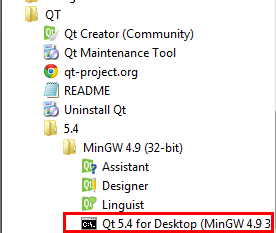 QT
Qt Creator (Community)
Qt Maintenance Tool
qt-project.org
README
Uninstall Qt
5.4
MinGW 4.9 (32-bit)
Assistant
Designer
Linguist
Qt 5.4 for Desktop (MinGW 4.9 3